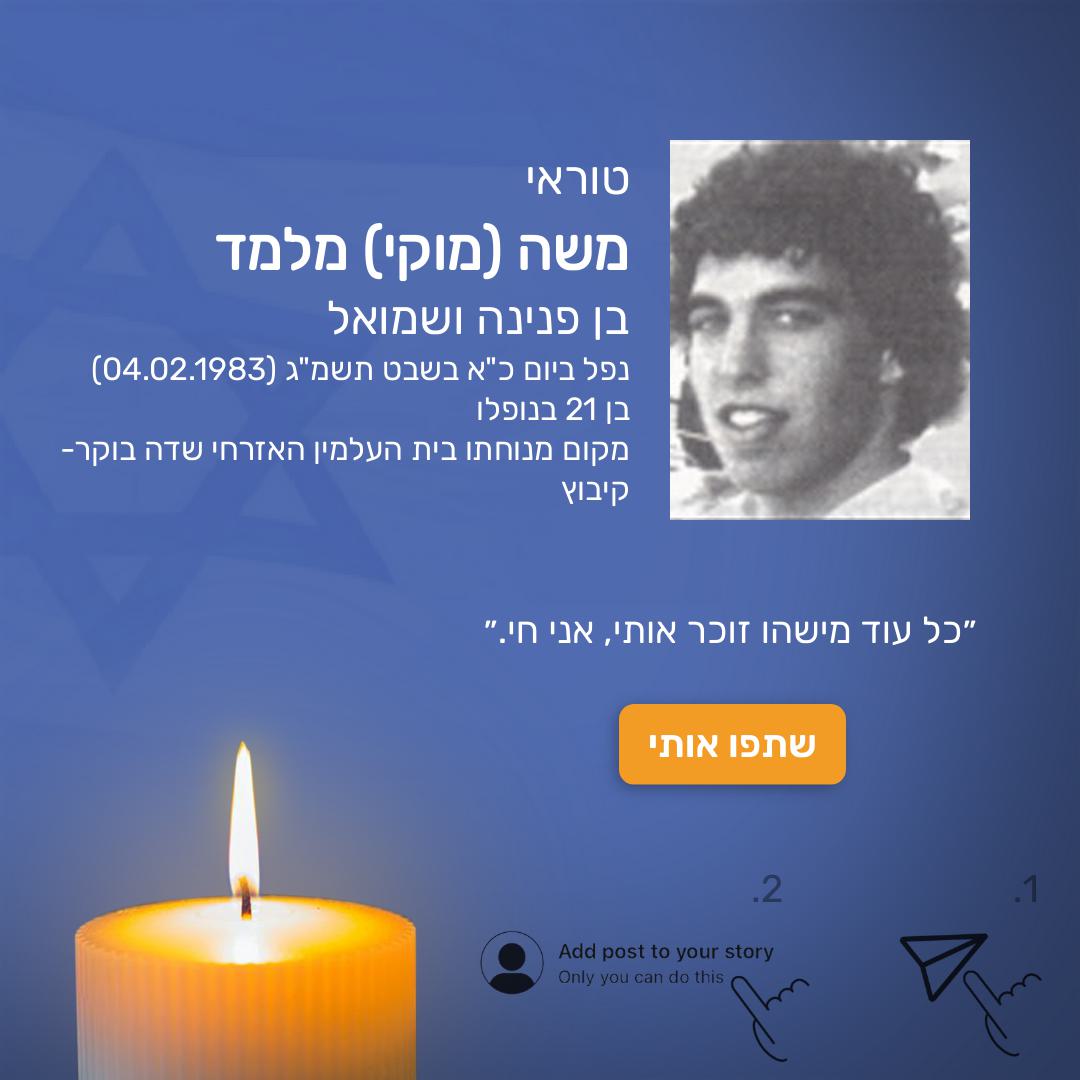 טוראי
משה (מוקי) מלמד
בן פנינה ושמואל
נפל ביום כ"א בשבט תשמ"ג (04.02.1983)
בן 21 בנופלו
מקום מנוחתו בית העלמין האזרחי שדה בוקר-
קיבוץ
״כל עוד מישהו זוכר אותי, אני חי.״
שתפו אותי
1.
2.
Add post to your story
Only you can do this